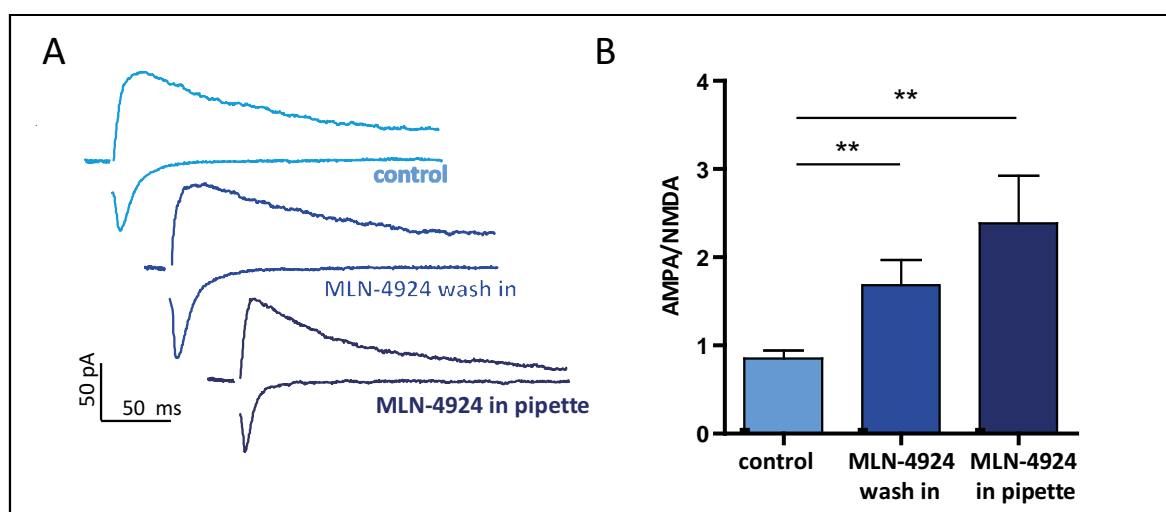 A
control
MLN-4924 wash in
MLN-4924 in pipette
50 pA
50 ms
B
**
**
4
3
2
1
0
AMPA/NMDA
control
MLN-4924
wash in
MLN-4924
in pipette